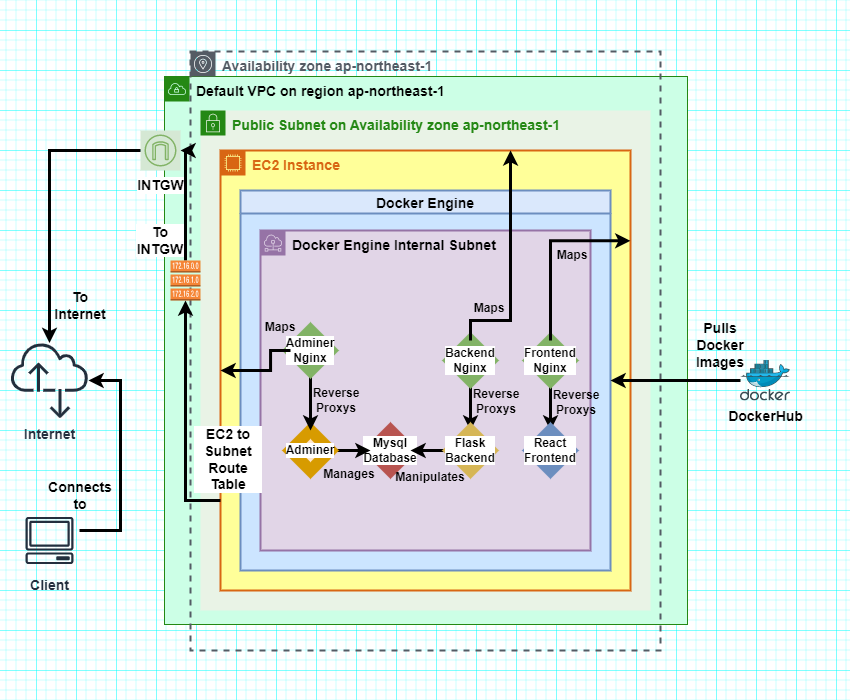 Availability zone ap-northeast-1
Default VPC on region ap-northeast-1
Public Subnet on Availability zone ap-northeast-1
EC2 Instance
INTGW
Docker Engine
To
INTGW
Docker Engine Internal Subnet
Maps
172.16.0.0
172.16.1.0
172.16.2.0
To
Internet
Maps
Maps
Adminer
Nginx
Backend
Nginx
Frontend
Nginx
Pulls
Docker
Images
docker
DockerHub
Reverse
Proxys
Reverse
Proxys
Reverse
Proxys
Internet
EC2 to
Subnet
Route
Table
Adminer
Mysql
Database
Flask
Backend
React
Frontend
Manages
Manipulates
Connects
to
Client